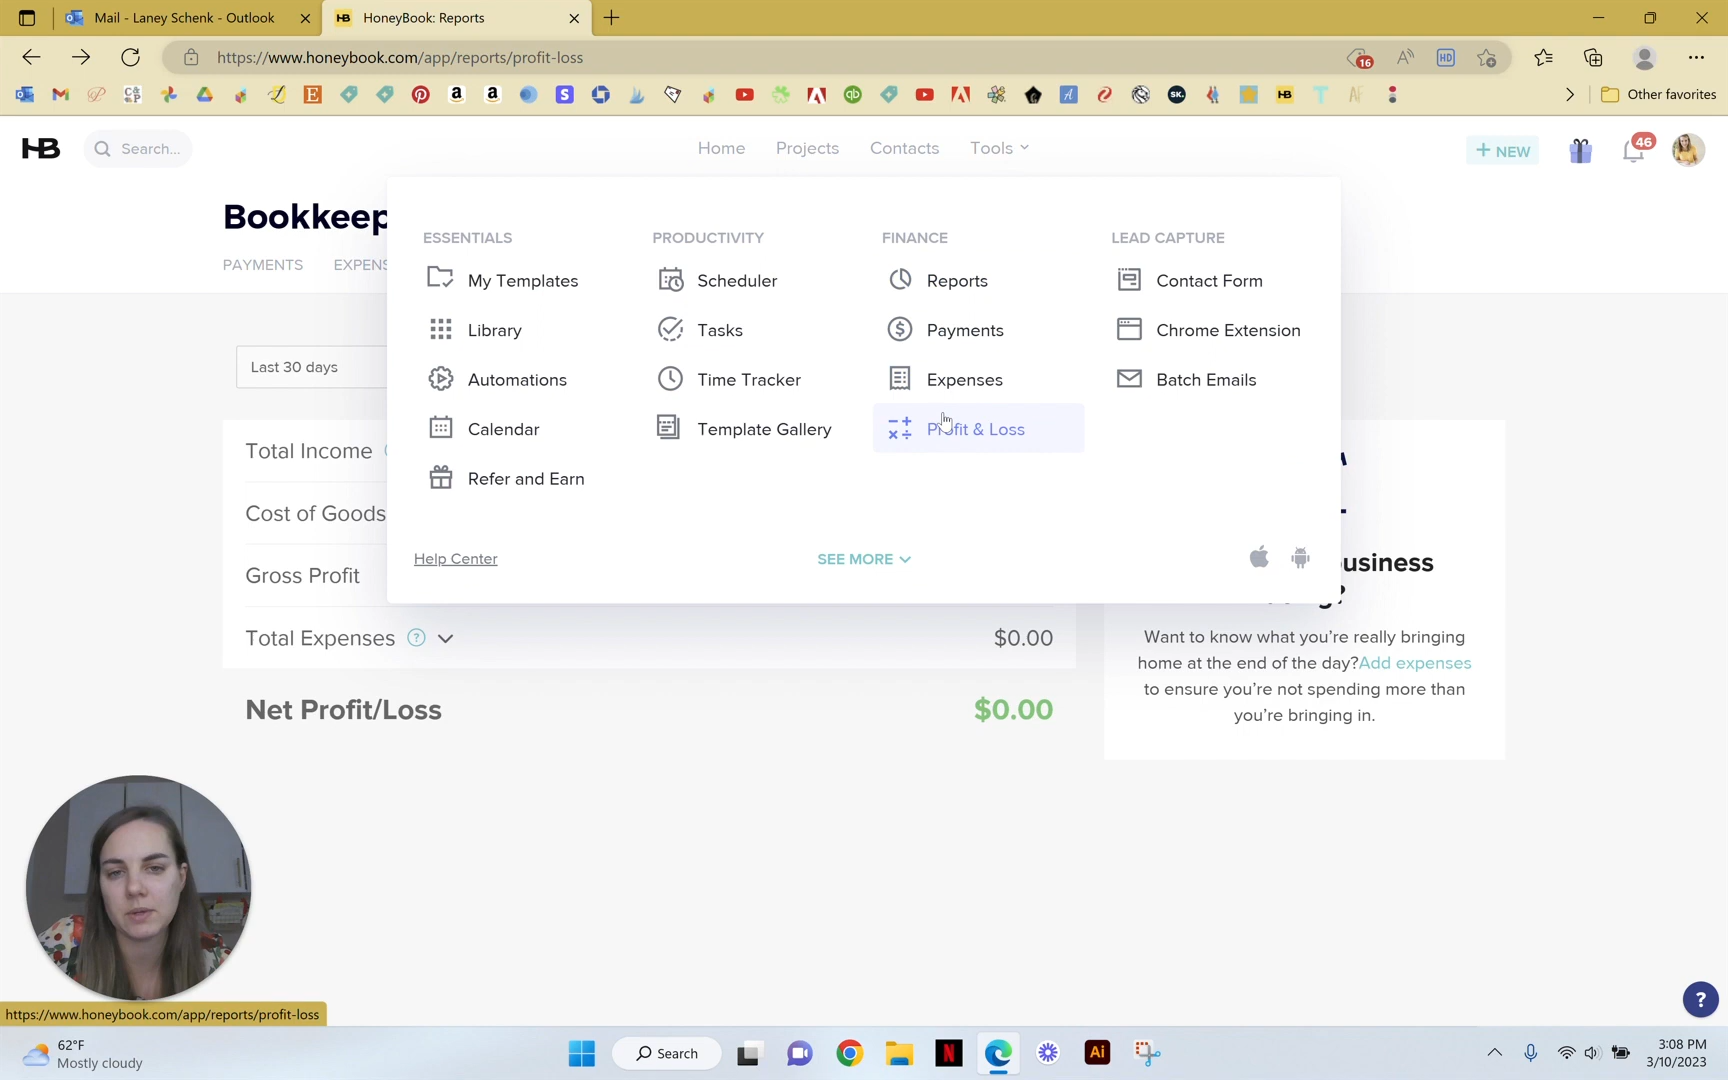 Mail - Laney Schenk - Outlook
HoneyBook: Reports
https://www.honeybook.com/app/reports/profit-loss
16
HD
Other favorites
HB
Search...
Home
Projects
Contacts
Tools
+ NEW
46
Bookkeep
PAYMENTS
EXPENS
ESSENTIALS
My Templates
Library
Automations
Calendar
Refer and Earn
PRODUCTIVITY
Scheduler
Tasks
Time Tracker
Template Gallery
FINANCE
Reports
Payments
Expenses
Profit & Loss
LEAD CAPTURE
Contact Form
Chrome Extension
Batch Emails
Help Center
SEE MORE
Last 30 days
Total Income
Cost of Goods
Gross Profit
Total Expenses ?
$0.00
Net Profit/Loss
$0.00
usiness
?
Want to know what you're really bringing
home at the end of the day?Add expenses
to ensure you're not spending more than
you're bringing in.
?
https://www.honeybook.com/app/reports/profit-loss
62°F
Mostly cloudy
Search
N
Ai
3:08 PM
3/10/2023